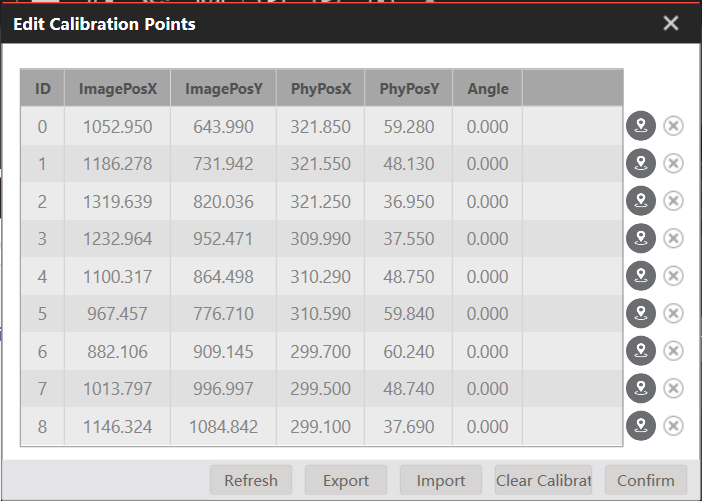 Edit Calibration Points
ID ImagePosX ImagePosY PhyPosX PhyPosY Angle
0 1052.950 643.990 321.850 59.280 0.000
1 1186.278 731.942 321.550 48.130 0.000
2 1319.639 820.036 321.250 36.950 0.000
3 1232.964 952.471 309.990 37.550 0.000
4 1100.317 864.498 310.290 48.750 0.000
5 967.457 776.710 310.590 59.840 0.000
6 882.106 909.145 299.700 60.240 0.000
7 1013.797 996.997 299.500 48.740 0.000
8 1146.324 1084.842 299.100 37.690 0.000
Refresh Export Import Clear Calibrat Confirm